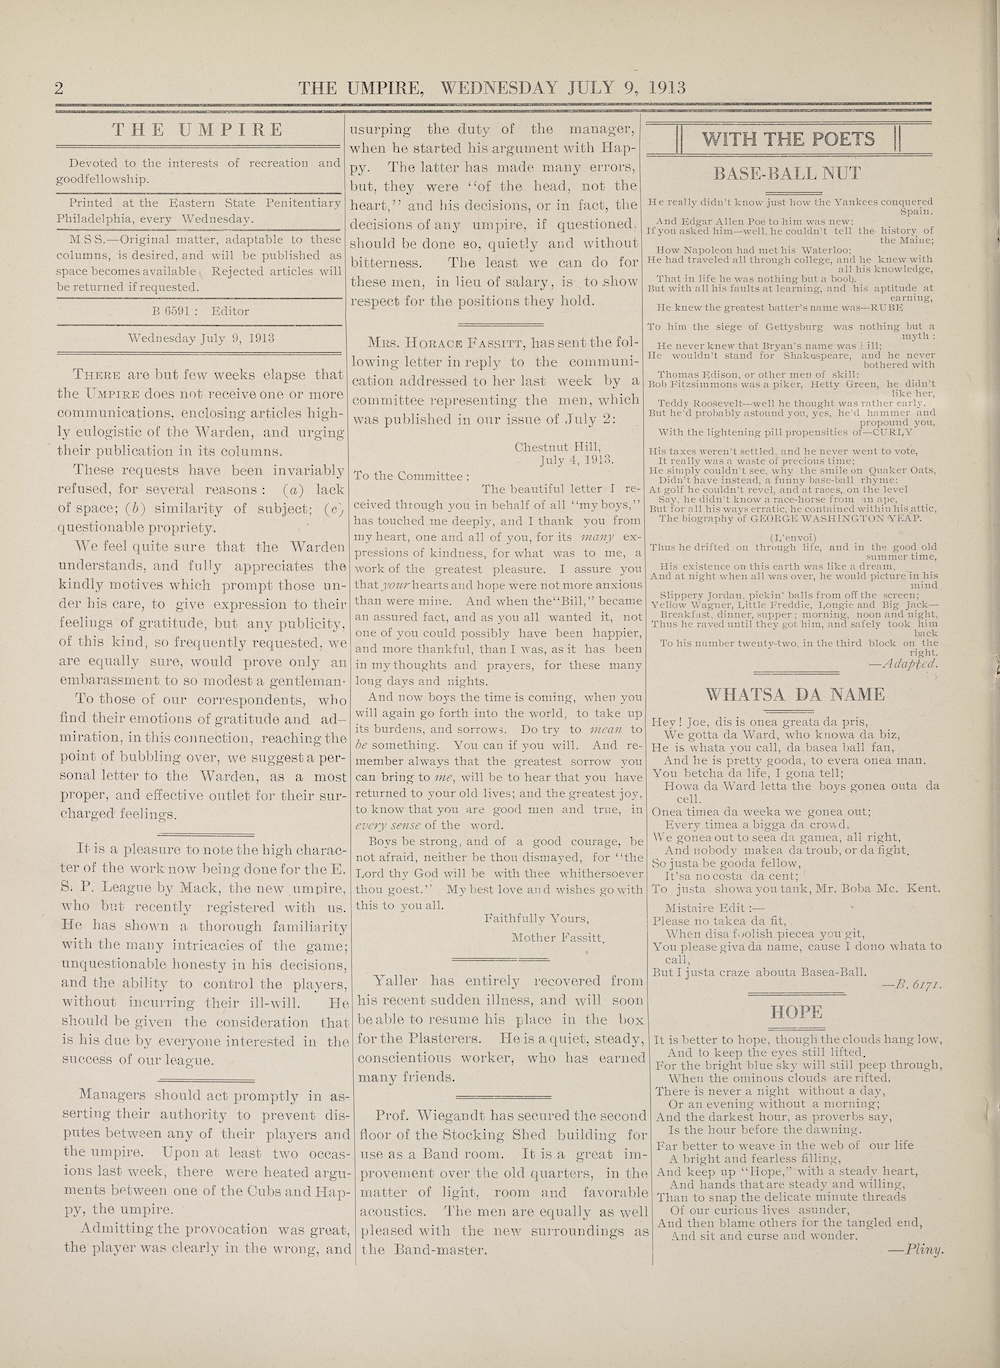 2
THE UMPIRE, WEDNESDAY JULY 9, 1913
THE UMPIRE
Devoted to the interests of recreation and
goodfellowship.
Printed at the Eastern State Penitentiary
Philadelphia, every Wednesday.
MSS.—Original matter, adaptable to these
columns, is desired, and will be published as
space becomes available. Rejected articles will
be returned if requested.
B 6591 : Editor
Wednesday July 9, 1913
THERE are but few weeks elapse that
the UMPIRE does not receive one or more
communications, enclosing articles high-
ly eulogistic of the Warden, and urging
their publication in its columns.
These requests have been invariably
refused, for several reasons : (a) lack
of space; (b) similarity of subject; (c)
questionable propriety.
We feel quite sure that the Warden
understands, and fully appreciates the
kindly motives which prompt those un-
der his care, to give expression to their
feelings of gratitude, but any publicity,
of this kind, so frequently requested, we
are equally sure, would prove only an
embarassment to so modest a gentleman.
To those of our correspondents, who
find their emotions of gratitude and ad-
miration, in this connection, reaching the
point of bubbling over, we suggest a per-
sonal letter to the Warden, as a most
proper, and effective outlet for their sur-
charged feelings.
It is a pleasure to note the high charac-
ter of the work now being done for the E.
S. P. League by Mack, the new umpire,
who but recently registered with us.
He has shown a thorough familiarity
with the many intricacies of the game;
unquestionable honesty in his decisions,
and the ability to control the players,
without incurring their ill-will. He
should be given the consideration that
is his due by everyone interested in the
success of our league.
Managers should act promptly in as-
serting their authority to prevent dis-
putes between any of their players and
the umpire. Upon at least two occas-
ions last week, there were heated argu-
ments between one of the Cubs and Hap-
py, the umpire.
Admitting the provocation was great,
the player was clearly in the wrong, and
usurping the duty of the manager,
when he started his argument with Hap-
py. The latter has made many errors,
but, they were "of the head, not the
heart," and his decisions, or in fact, the
decisions of any umpire, if questioned,
should be done so, quietly and without
bitterness. The least we can do for
these men, in lieu of salary, is to show
respect for the positions they hold.
MRS. HORACE FASSITT, has sent the fol-
lowing letter in reply to the communi-
cation addressed to her last week by a
committee representing the men, which
was published in our issue of July 2:
Chestnut Hill,
July 4, 1913.
To the Committee :
The beautiful letter I re-
ceived through you in behalf of all "my boys,"
has touched me deeply, and I thank you from
my heart, one and all of you, for its many ex-
pressions of kindness, for what was to me, a
work of the greatest pleasure. I assure you
that your hearts and hope were not more anxious
than were mine. And when the "Bill," became
an assured fact, and as you all wanted it, not
one of you could possibly have been happier,
and more thankful, than I was, as it has been
in my thoughts and prayers, for these many
long days and nights.
And now boys the time is coming, when you
will again go forth into the world, to take up
its burdens, and sorrows. Do try to mean to
be something. You can if you will. And re-
member always that the greatest sorrow you
can bring to me, will be to hear that you have
returned to your old lives; and the greatest joy,
to know that you are good men and true, in
every sense of the word.
Boys be strong, and of a good courage, be
not afraid, neither be thou dismayed, for "the
Lord thy God will be with thee whithersoever
thou goest." My best love and wishes go with
this to you all.
Faithfully Yours,
Mother Fassitt.
Yaller has entirely recovered from
his recent sudden illness, and will soon
be able to resume his place in the box
for the Plasterers. He is a quiet, steady,
conscientious worker, who has earned
many friends.
Prof. Wiegandt has secured the second
floor of the Stocking Shed building for
use as a Band room. It is a great im-
provement over the old quarters, in the
matter of light, room and favorable
acoustics. The men are equally as well
pleased with the new surroundings as
the Band-master.
WITH THE POETS
BASE-BALL NUT
He really didn't know just how the Yankees conquered
Spain,
And Edgar Allen Poe to him was new;
If you asked him—well, he couldn't tell the history of
the Maine;
How Napoleon had met his Waterloo;
He had traveled all through college, and he knew with
all his knowledge,
That in life he was nothing but a boob.
But with all his faults at learning, and his aptitude at
earning,
He knew the greatest batter's name was—RUBE
To him the siege of Gettysburg was nothing but a
myth :
He never knew that Bryan's name was ill;
He wouldn't stand for Shakaspeare, and he never
bothered with
Thomas Edison, or other men of skill:
Bob Fitzsimmons was a piker, Hetty Green, he didn't
like her,
Teddy Roosevelt—well he thought was rather early.
But he'd probably astound you, yes, he'd hammer and
propound you,
With the lightening pill propensities of—CURLY
His taxes weren't settled, and he never went to vote,
It really was a waste of precious time;
He simply couldn't see, why the smile on Quaker Oats,
Didn't have instead, a funny base-ball rhyme:
At golf he couldn't revel, and at races, on the level
Say, he didn't know a race-horse from an ape,
But for all his ways erratic, he contained within his attic,
The biography of GEORGE WASHINGTON YEAP.
(L'envoi)
Thus he drifted on through life, and in the good old
summer time,
His existence on this earth was like a dream,
And at night when all was over, he would picture in his
mind
Slippery Jordan, pickin' balls from off the screen;
Yellow Wagner, Little Freddie, Longie and Big Jack—
Breakfast, dinner, supper; morning, noon and night,
Thus he raved until they got him, and safely took him
back
To his number twenty-two, in the third block on the
right.
—Adapted.
WHATSA DA NAME
Hey! Joe, dis is onea greata da pris,
We gotta da Ward, who knowa da biz,
He is whata you call, da basea ball fan,
And he is pretty gooda, to evera onea man.
You betcha da life, I gona tell;
Howa da Ward letta the boys gonea outa da
cell.
Onea timea da weeka we gonea out;
Every timea a bigga da crowd.
We gonea out to seea da gamea, all right,
And nobody makea da troub, or da fight.
So justa be gooda fellow,
It'sa no costa da cent;
To justa showa you tank, Mr. Boba Mc. Kent.
Mistaire Edit :—
Please no takea da fit,
When disa foolish piecea you git,
You please giva da name, cause I dono whata to
call,
But I justa craze abouta Basea-Ball.
—B. 6171.
HOPE
It is better to hope, though the clouds hang low,
And to keep the eyes still lifted,
For the bright blue sky will still peep through,
When the ominous clouds are rifted.
There is never a night without a day,
Or an evening without a morning;
And the darkest hour, as proverbs say,
Is the hour before the dawning.
Far better to weave in the web of our life
A bright and fearless filling,
And keep up "Hope," with a steady heart,
And hands that are steady and willing,
Than to snap the delicate minute threads
Of our curious lives asunder,
And then blame others for the tangled end,
And sit and curse and wonder.
—Pliny.